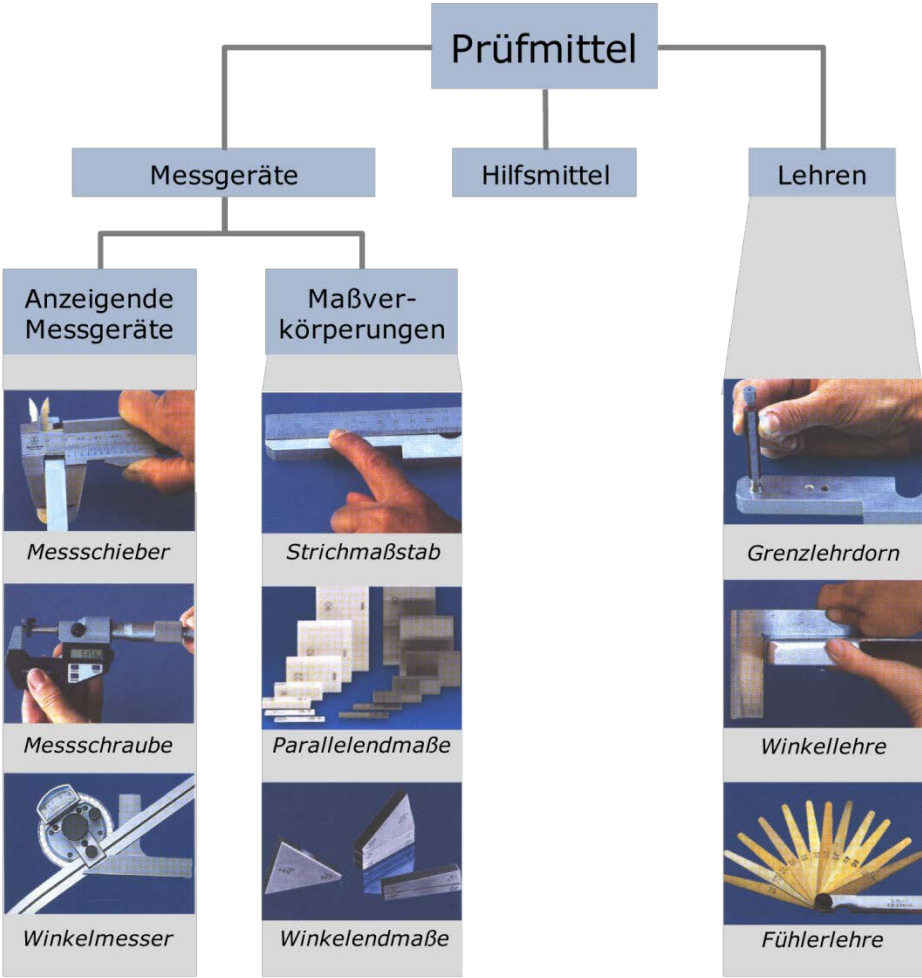 Prüfmittel
Messgeräte
Hilfsmittel
Lehren
Anzeigende
Messgeräte
Maßver-
körperungen
Messschieber
Strichmaßstab
Grenzlehrdorn
Messschraube
Parallelendmaße
Winkellehre
Winkelmesser
Winkelendmaße
Fühlerlehre